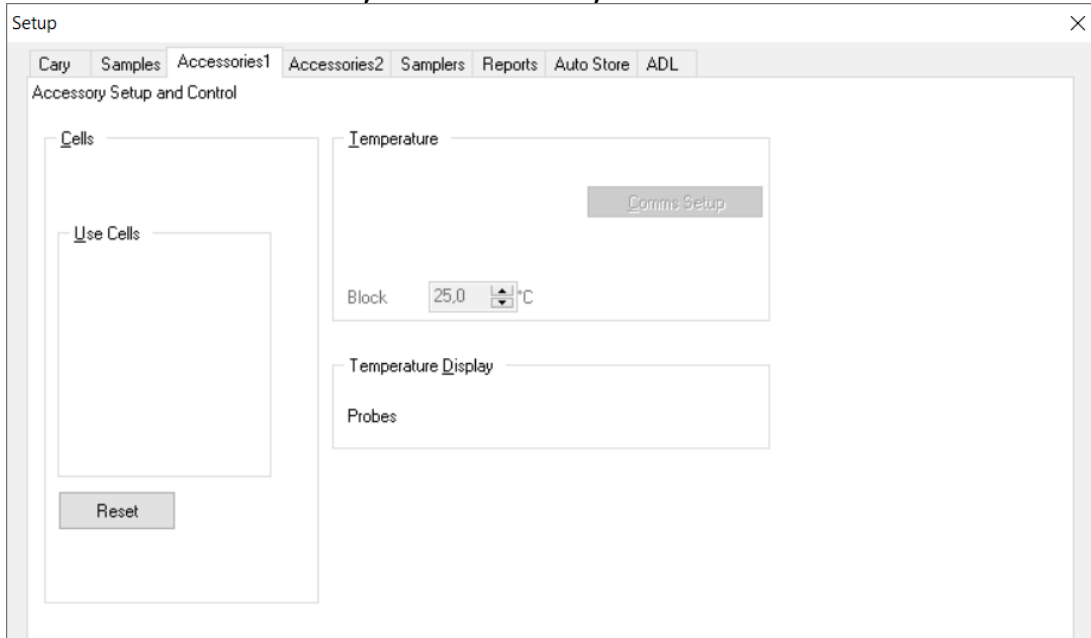 Setup
Cary Samples Accessories1 Accessories2 Samplers Reports Auto Store ADL
Accessory Setup and Control
Cells
Use Cells
Reset
Temperature
Comms Setup
Block 25,0 °C
Temperature Display
Probes